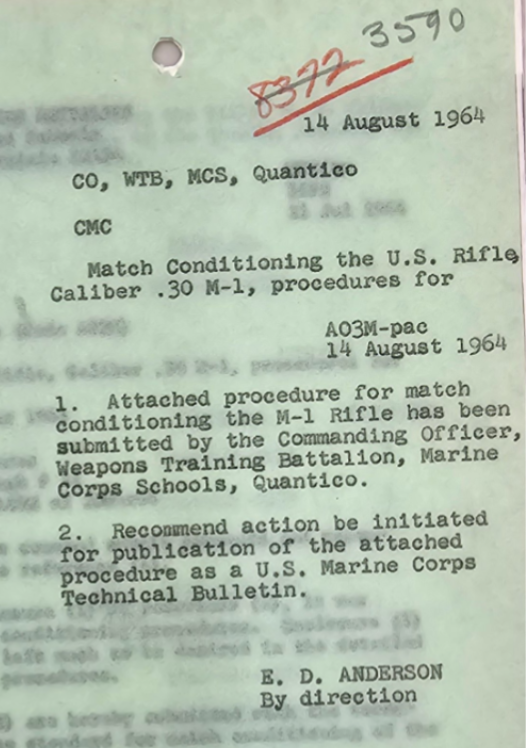 3590
8372
14 August 1964
CO, WTB, MCS, Quantico
21 Jul 1964
CMC
Match Conditioning the U.S. Rifle,
Caliber .30 M-1, procedures for
A03M-pac
14 August 1964
1. Attached procedure for match
conditioning the M-1 Rifle has been
submitted by the Commanding Officer,
Weapons Training Battalion, Marine
Corps Schools, Quantico.
2. Recommend action be initiated
for publication of the attached
procedure as a U.S. Marine Corps
Technical Bulletin.
E. D. ANDERSON
By direction